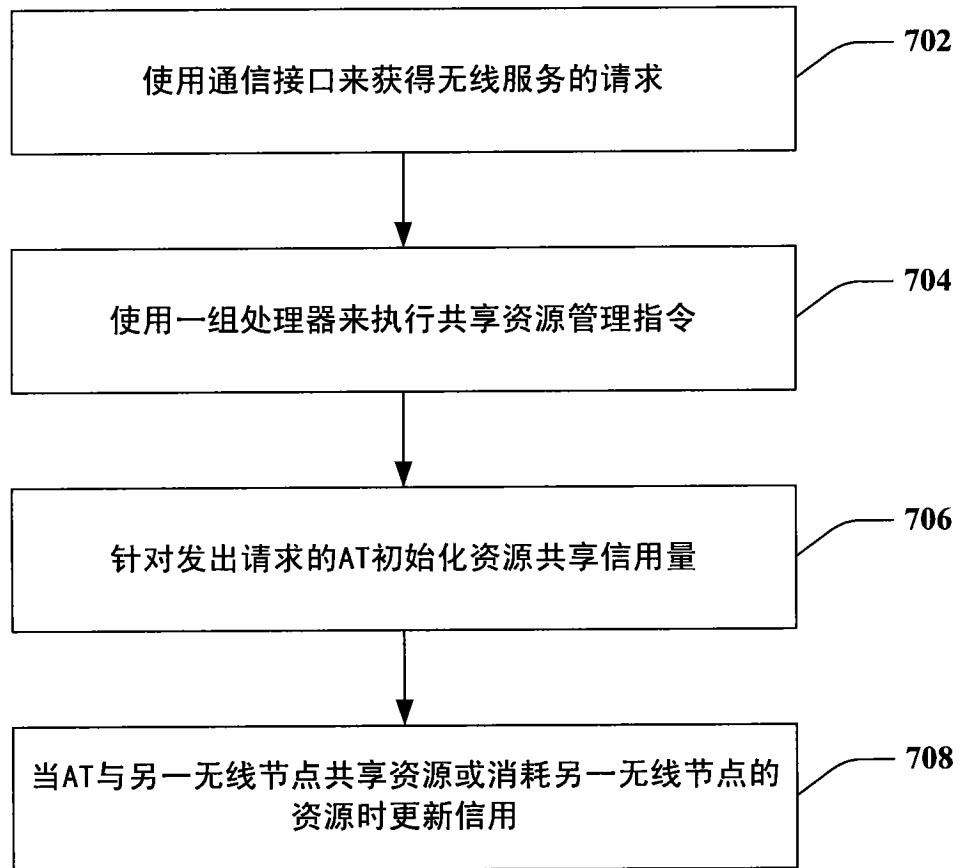 702
使用通信接口来获得无线服务的请求
704
使用一组处理器来执行共享资源管理指令
706
针对发出请求的AT初始化资源共享信用量
708
当AT与另一无线节点共享资源或消耗另一无线节点的
资源时更新信用